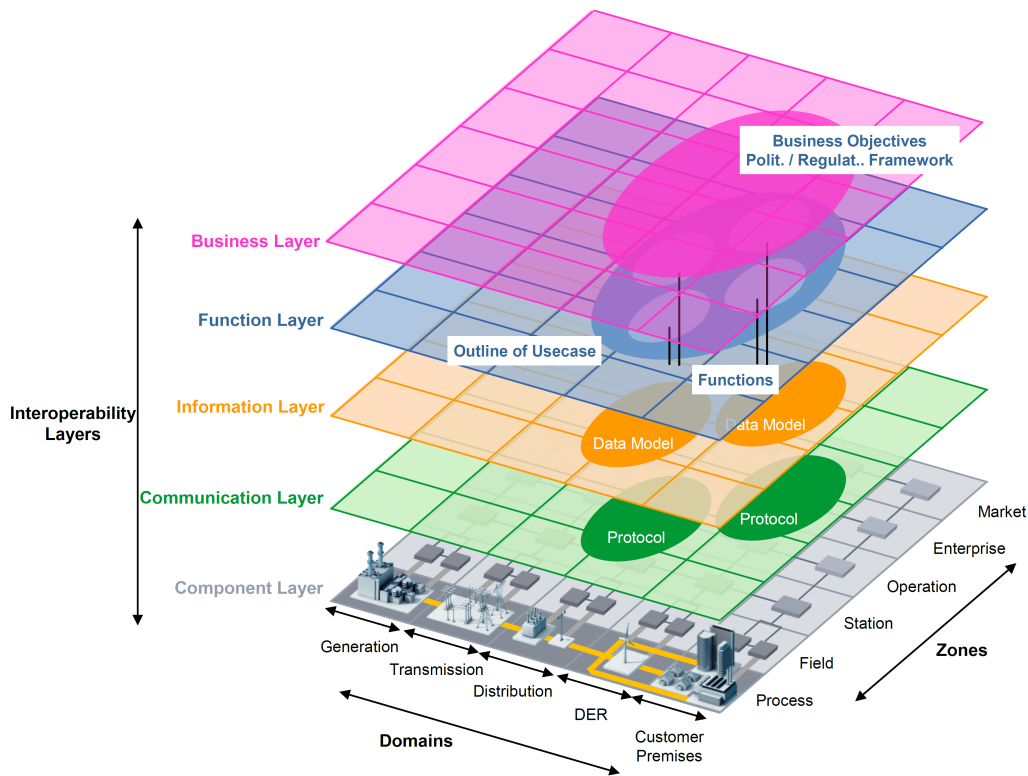 Business Objectives
Polit. / Regulat.. Framework
Business Layer
Function Layer
Outline of Usecase
Functions
Interoperability
Layers
Information Layer
Data Model
Data Model
Communication Layer
Protocol
Protocol
Component Layer
Market
Enterprise
Operation
Station
Field
Process
Zones
Generation
Transmission
Distribution
DER
Customer
Premises
Domains